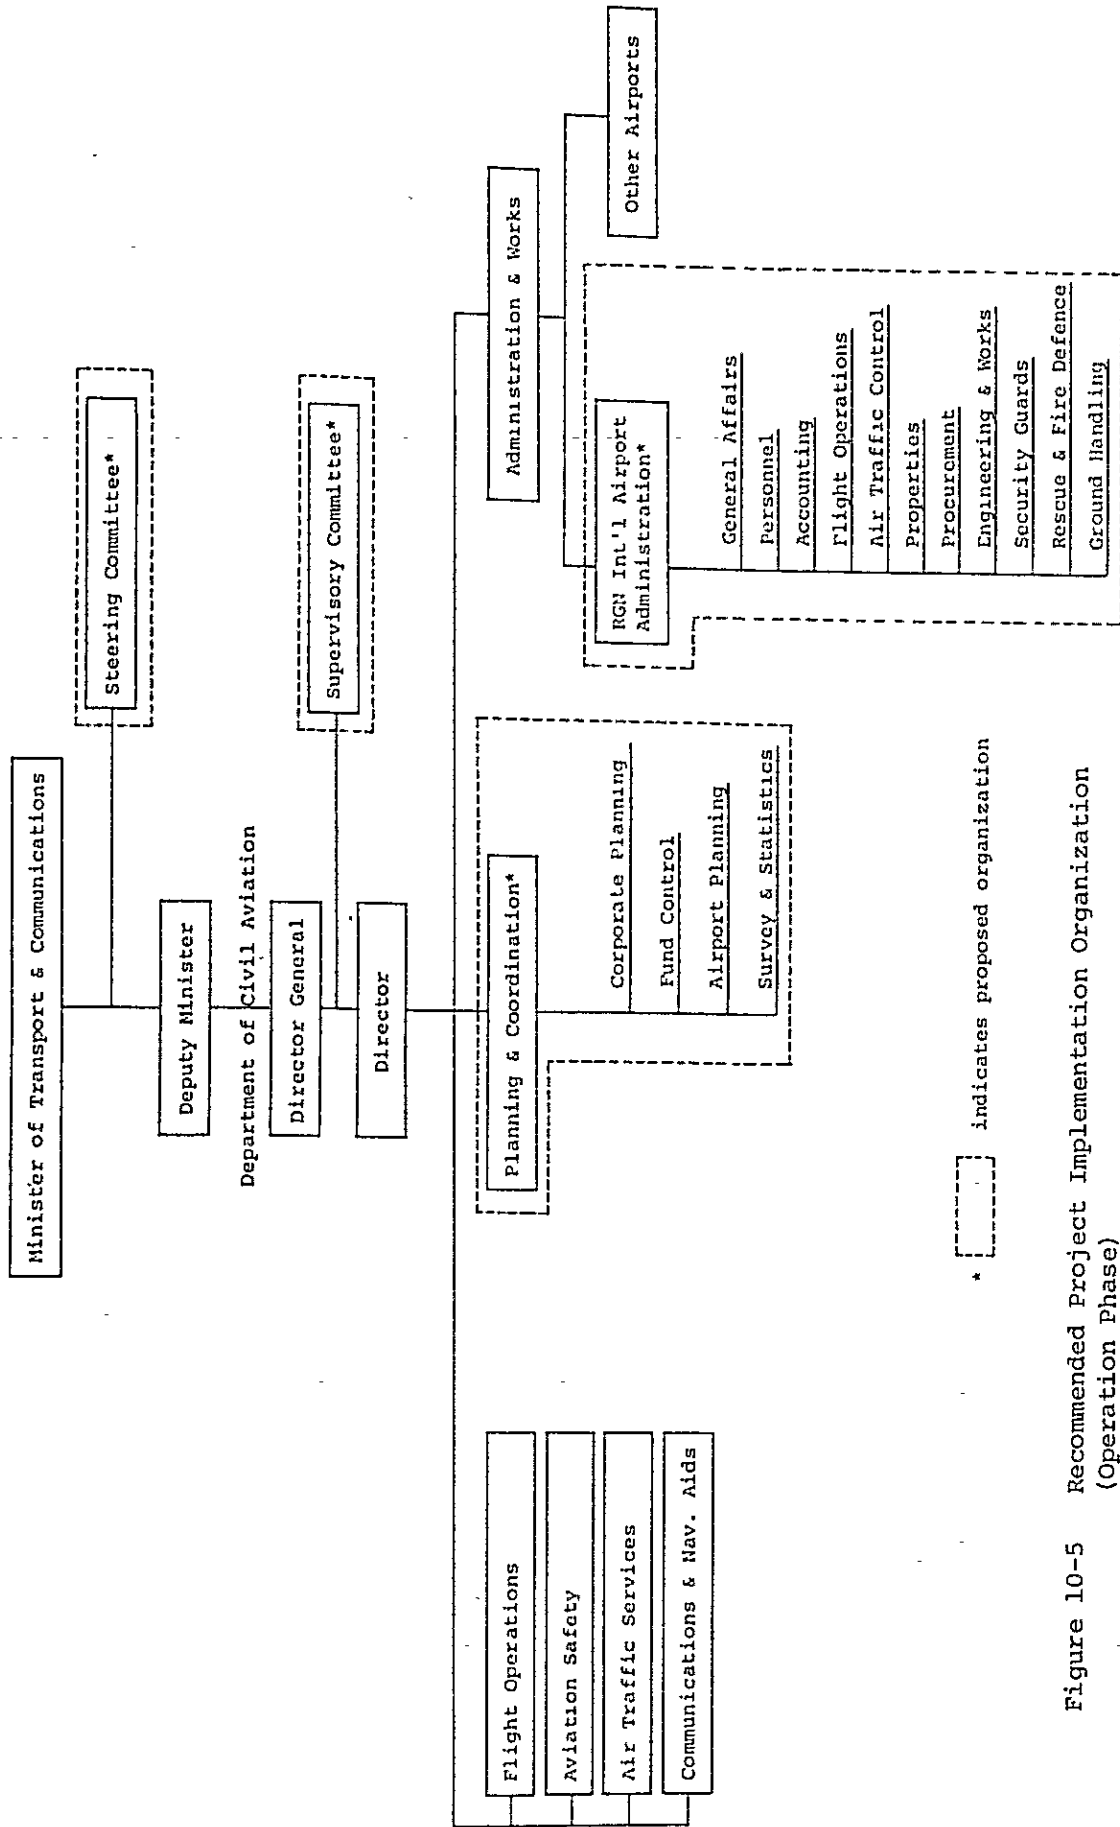 Minister of Transport & Communications
Steering Committee*
Deputy Minister
Department of Civil Aviation
Director General
Supervisory Committee*
Director
Flight Operations
Aviation Safety
Air Traffic Services
Communications & Nav. Aids
Planning & Coordination*
Corporate Planning
Fund Control
Airport Planning
Survey & Statistics
Administration & Works
RGN Int'l Airport
Administration*
General Affairs
Personnel
Accounting
Flight Operations
Air Traffic Control
Properties
Procurement
Engineering & Works
Security Guards
Rescue & Fire Defence
Ground Handling
Other Airports
* indicates proposed organization
Figure 10-5 Recommended Project Implementation Organization
(Operation Phase)